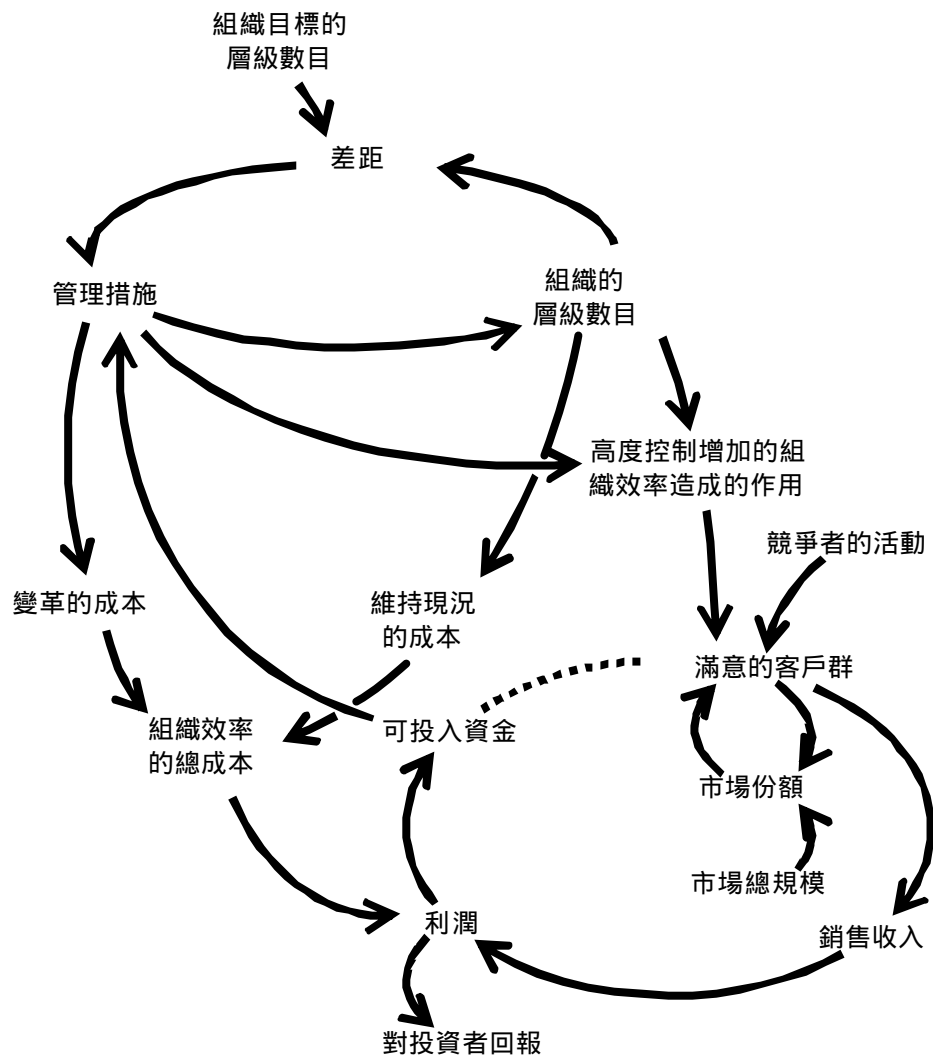 組織目標的
層級數目
差距
管理措施
組織的
層級數目
高度控制增加的組
織效率造成的作用
競爭者的活動
變革的成本
維持現況
的成本
滿意的客戶群
組織效率
的總成本
可投入資金
市場份額
市場總規模
利潤
銷售收入
對投資者回報